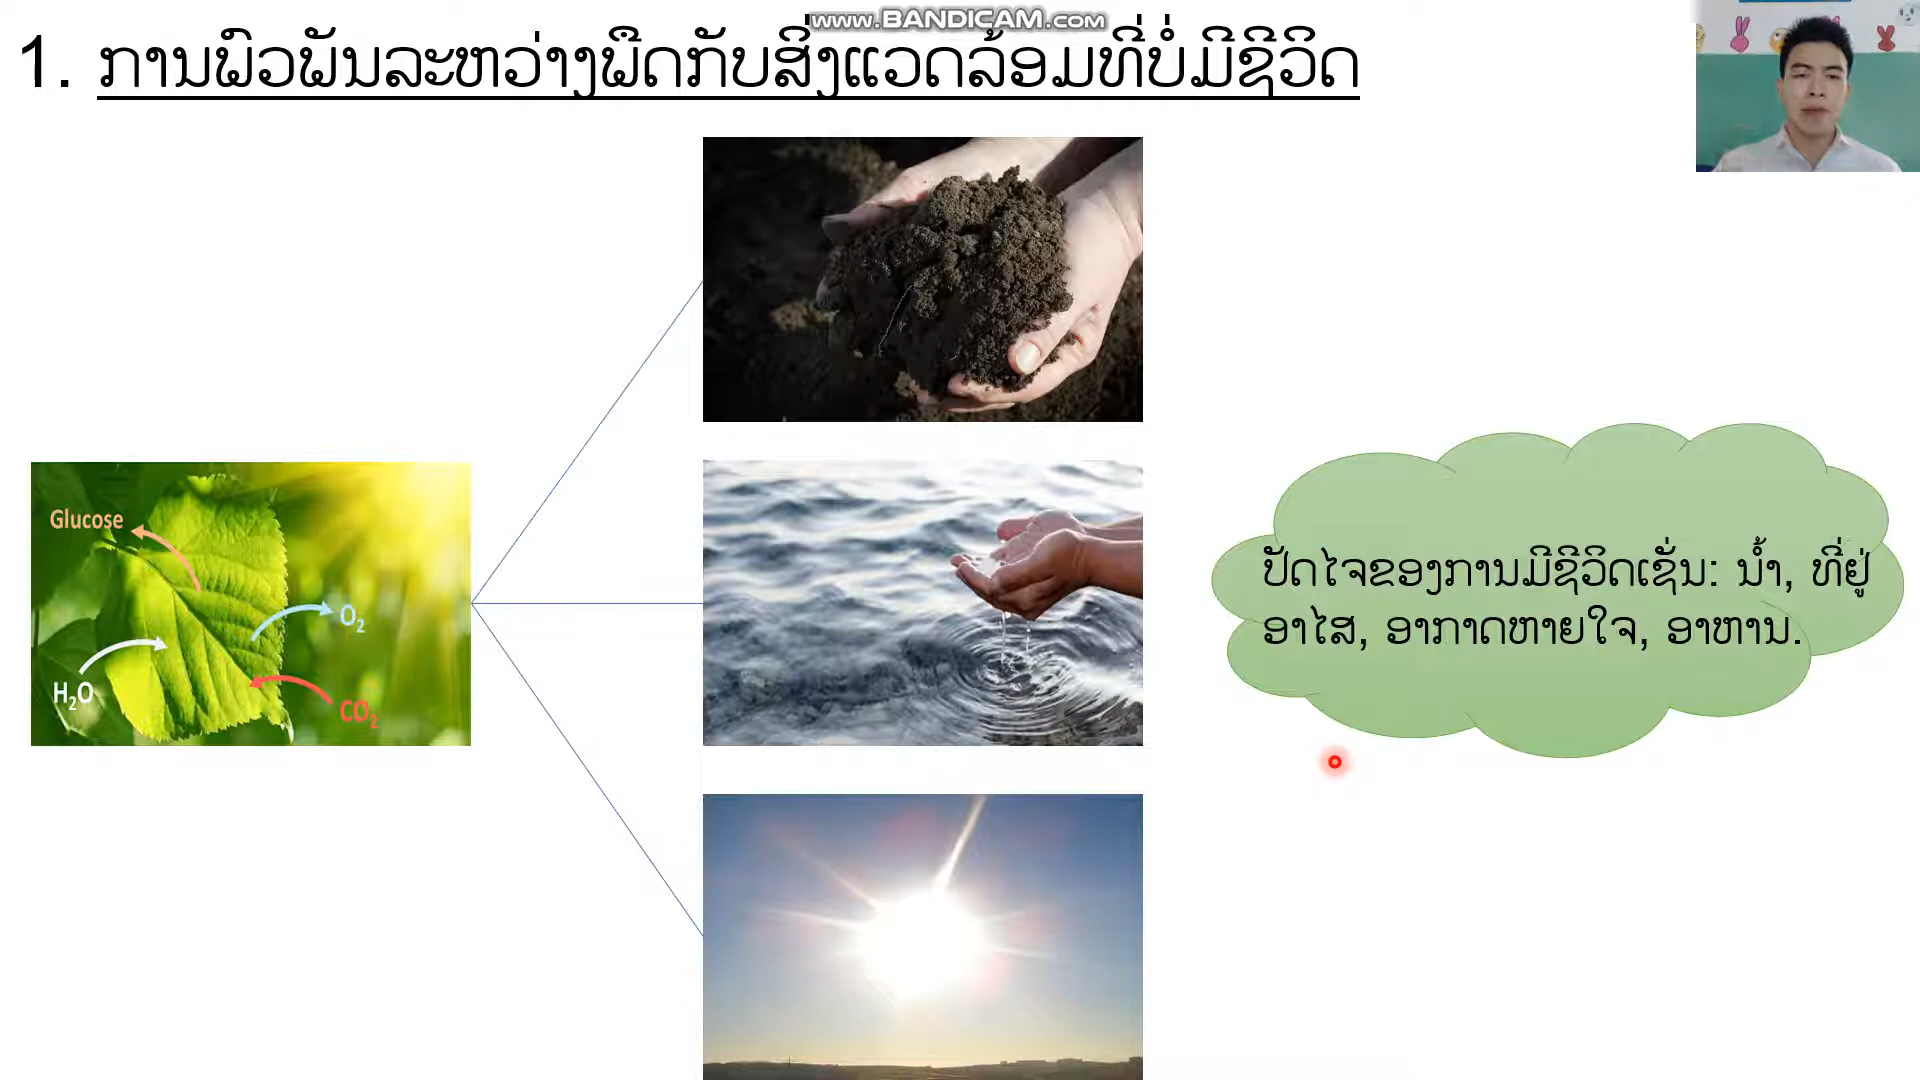 www.BANDICAM.com
1. ການພົວພັນລະຫວ່າງພືດກັບສິ່ງແວດລ້ອມທີ່ບໍ່ມີຊີວິດ
Glucose
O₂
H₂O
CO₂
ປັດໄຈຂອງການມີຊີວິດເຊັ່ນ: ນ້ຳ, ທີ່ຢູ່
ອາໄສ, ອາກາດຫາຍໃຈ, ອາຫານ.